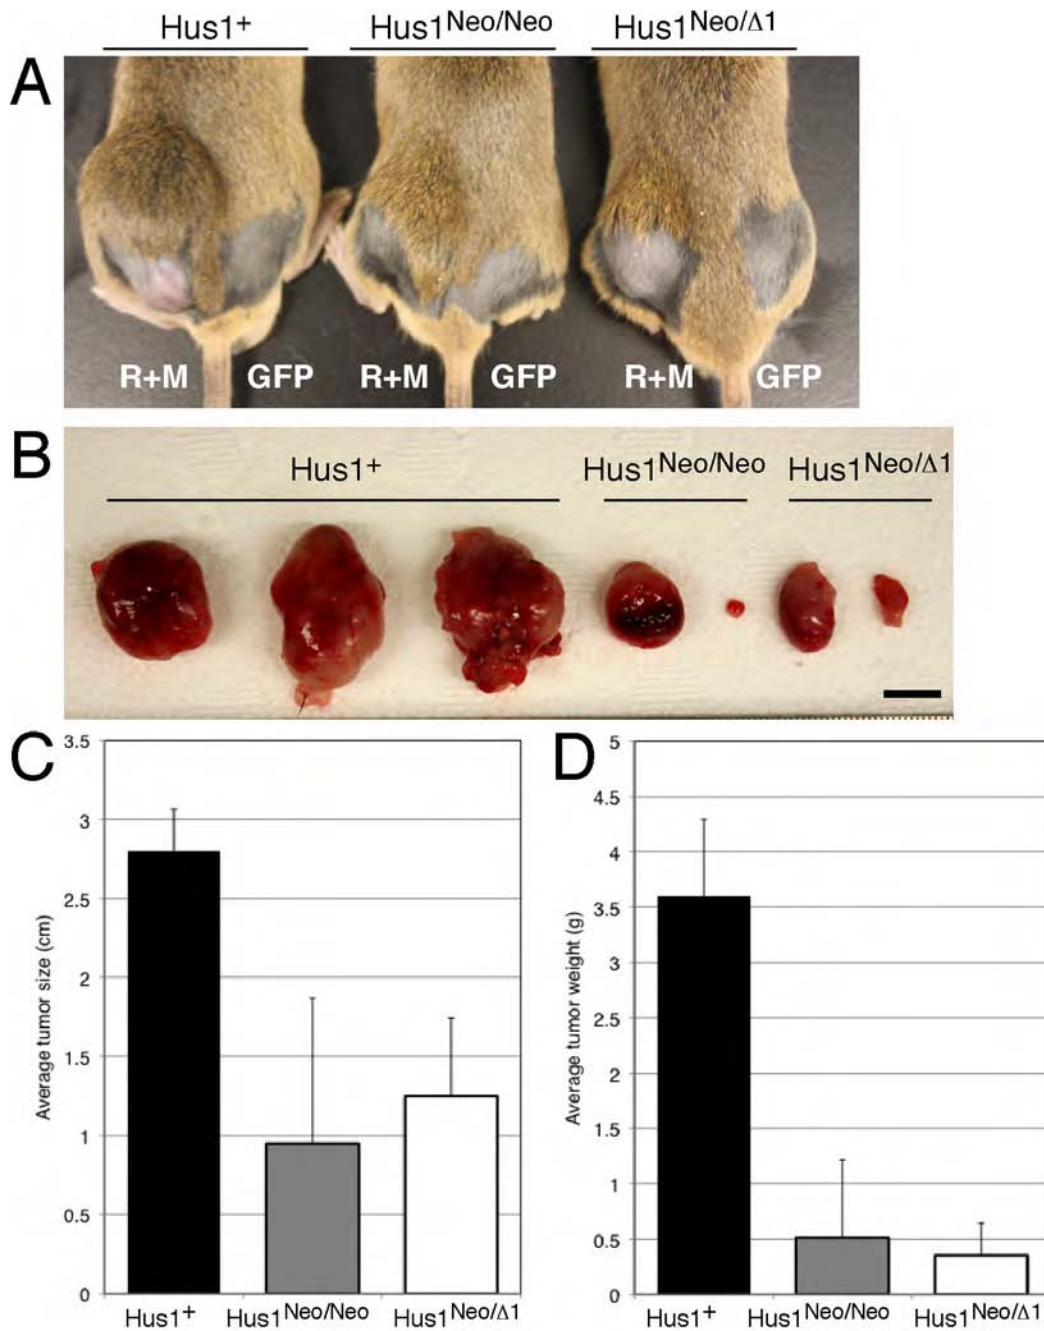 Hus1+ Hus1Neo/Neo Hus1Neo/Δ1
A
R+M GFP R+M GFP R+M GFP
B
Hus1+ Hus1Neo/Neo Hus1Neo/Δ1
C
Average tumor size (cm)
3.5
3
2.5
2
1.5
1
0.5
0
Hus1+ Hus1Neo/Neo Hus1Neo/Δ1
D
Average tumor weight (g)
5
4.5
4
3.5
3
2.5
2
1.5
1
0.5
0
Hus1+ Hus1Neo/Neo Hus1Neo/Δ1